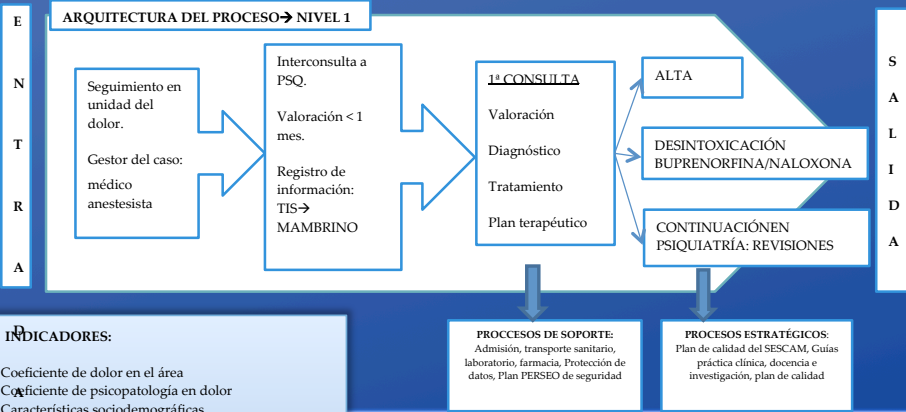 ARQUITECTURA DEL PROCESO→ NIVEL 1
E
N
T
R
A
D
A
Seguimiento en
unidad del
dolor.
Gestor del caso:
médico
anestesista
Interconsulta a
PSQ.
Valoración < 1
mes.
Registro de
información:
TIS→
MAMBRINO
1ª CONSULTA
Valoración
Diagnóstico
Tratamiento
Plan terapéutico
ALTA
DESINTOXICACIÓN
BUPRENORFINA/NALOXONA
CONTINUACIÓNEN
PSIQUIATRÍA: REVISIONES
S
A
L
I
D
A
INDICADORES:
Coeficiente de dolor en el área
Coeficiente de psicopatología en dolor
Características sociodemográficas
PROCCESOS DE SOPORTE:
Admisión, transporte sanitario,
laboratorio, farmacia, Protección de
datos, Plan PERSEO de seguridad
PROCESOS ESTRATÉGICOS:
Plan de calidad del SESCAM, Guías
práctica clínica, docencia e
investigación, plan de calidad